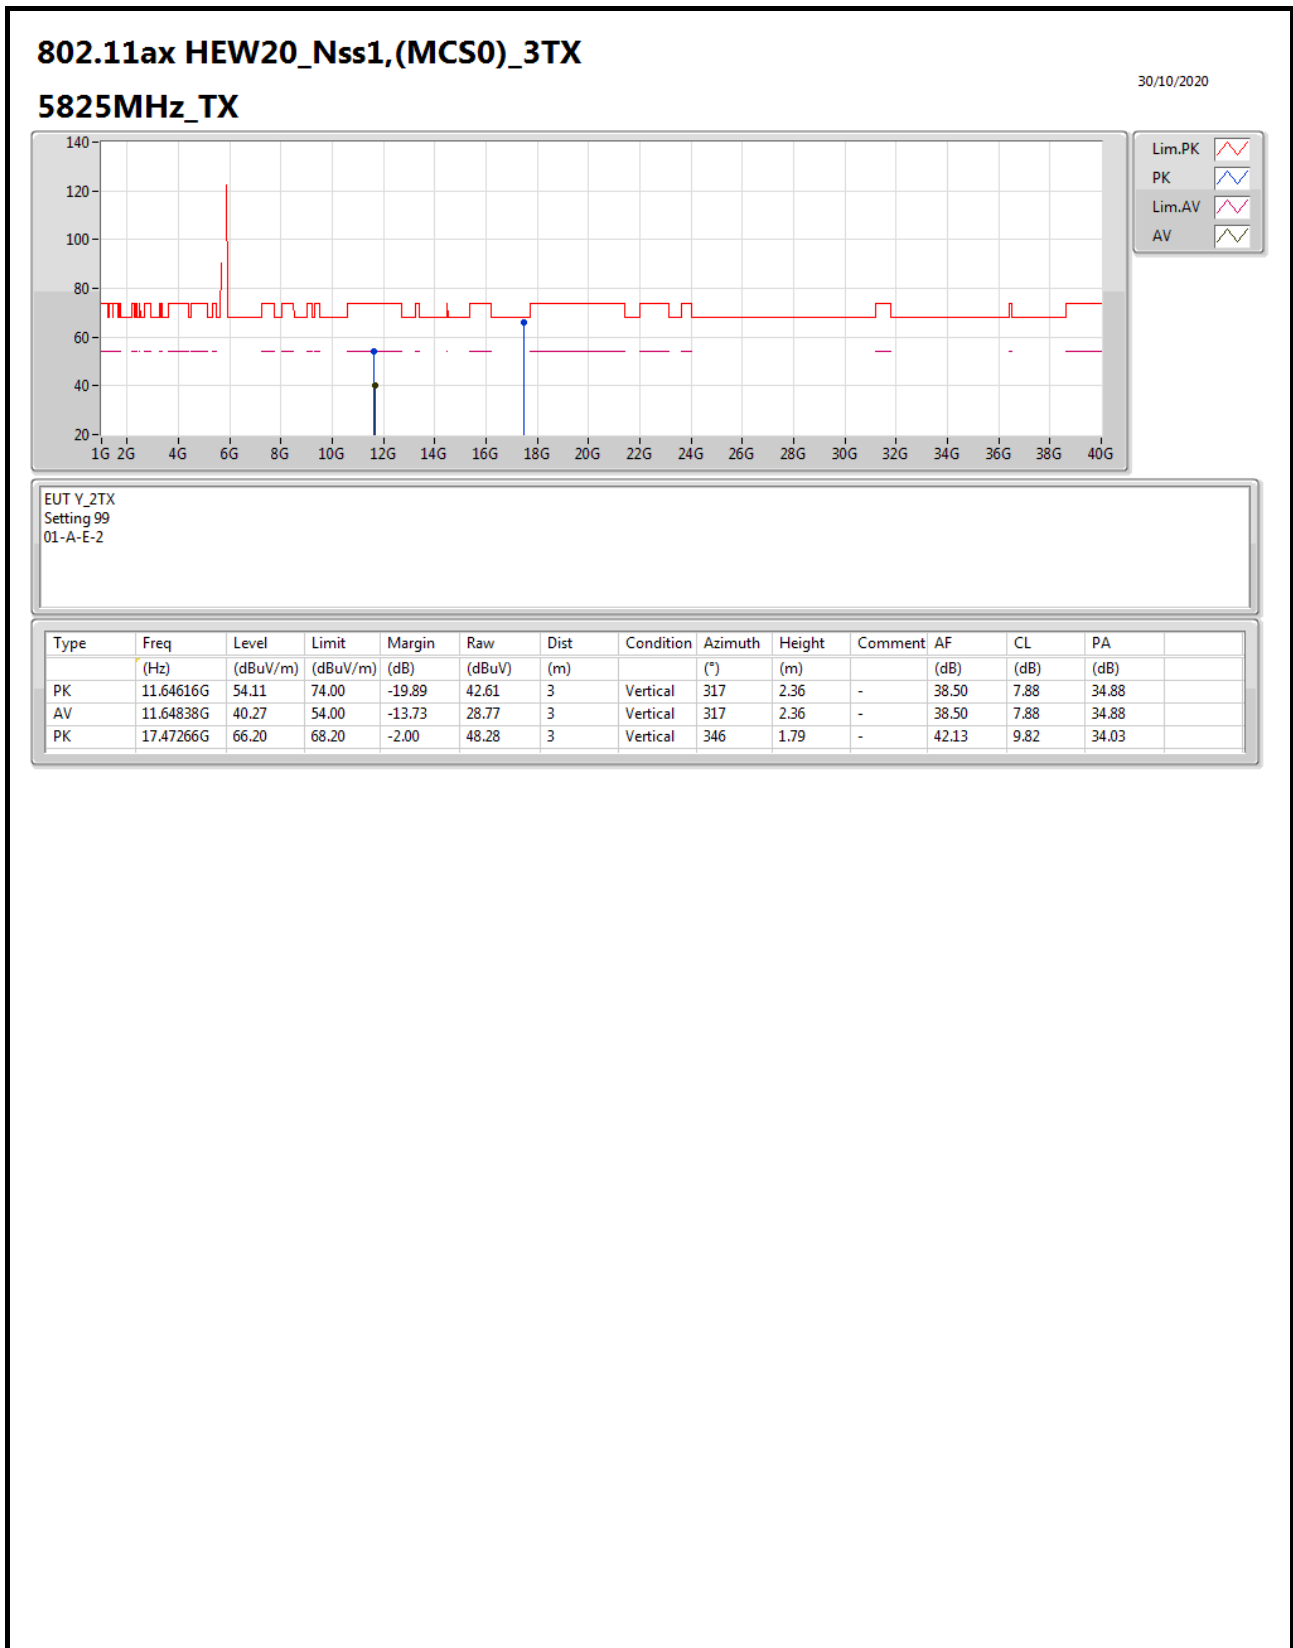 802.11ax HEW20_Nss1,(MCS0)_3TX
30/10/2020
5825MHz_TX
140
120
100
80
60
40
20
1G 2G 4G 6G 8G 10G 12G 14G 16G 18G 20G 22G 24G 26G 28G 30G 32G 34G 36G 38G 40G
Lim.PK
PK
Lim.AV
AV
EUT Y_2TX
Setting 99
01-A-E-2
Type Freq Level Limit Margin Raw Dist Condition Azimuth Height Comment AF CL PA
(Hz) (dBuV/m) (dBuV/m) (dB) (dBuV) (m) (°) (m) (dB) (dB) (dB)
PK 11.64616G 54.11 74.00 -19.89 42.61 3 Vertical 317 2.36 - 38.50 7.88 34.88
AV 11.64838G 40.27 54.00 -13.73 28.77 3 Vertical 317 2.36 - 38.50 7.88 34.88
PK 17.47266G 66.20 68.20 -2.00 48.28 3 Vertical 346 1.79 - 42.13 9.82 34.03